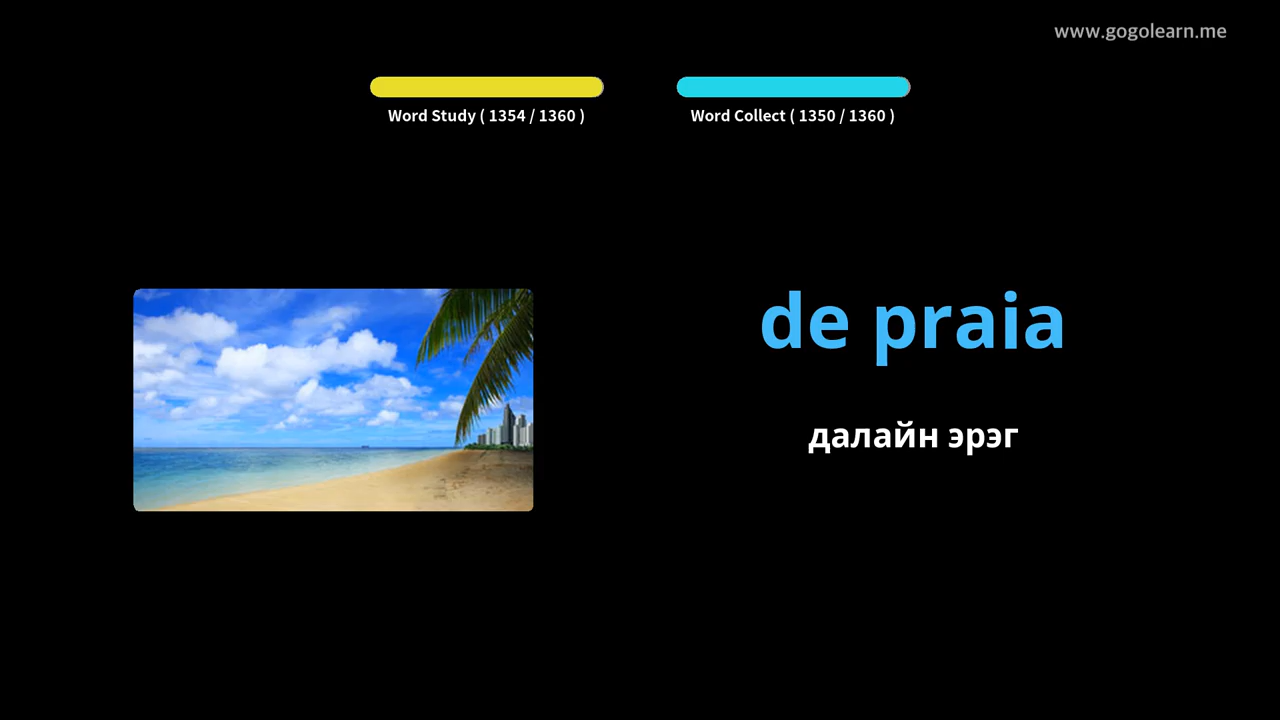 www.gogolearn.me
Word Study ( 1354 / 1360 )
Word Collect ( 1350 / 1360 )
de praia
далайн эрэг